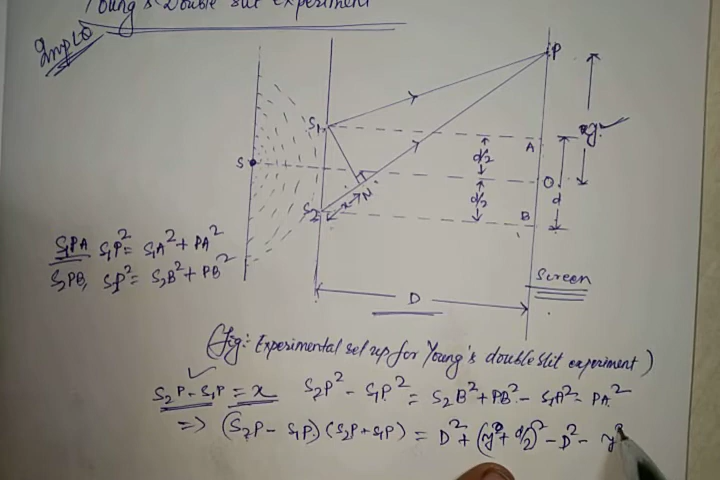 Young's Double slit experiment
Imp LQ
P
S₁
y
A
d/2
S
O
d/2
d
N
x
S₂
B
S₁PA S₁P² = S₁A² + PA²
S₂PB, S₂P² = S₂B² + PB²
Screen
D
(Fig:- Experimental set up for Young's double slit experiment)
S₂P - S₁P = x S₂P² - S₁P² = S₂B² + PB² - S₁A² - PA²
⇒ (S₂P - S₁P) (S₂P + S₁P) = D² + (y + d/2)² - D² - y